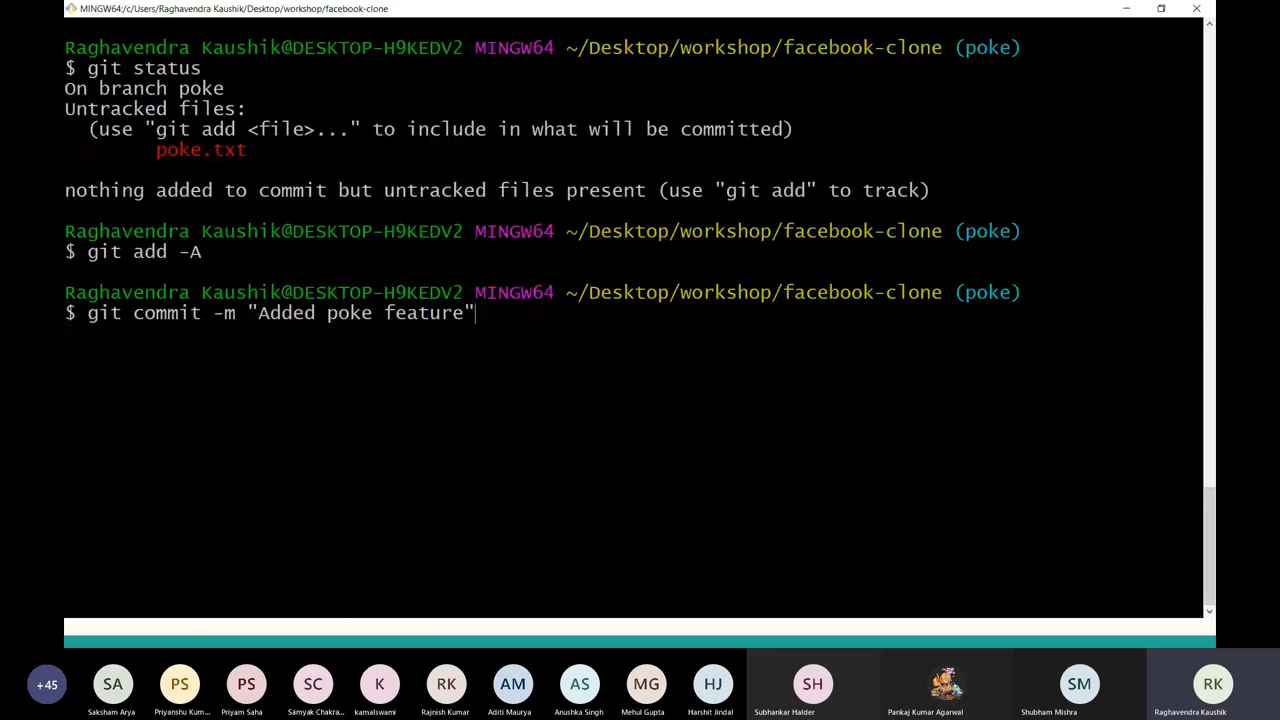 MINGW64:/c/Users/Raghavendra Kaushik/Desktop/workshop/facebook-clone
Raghavendra Kaushik@DESKTOP-H9KEDV2 MINGW64 ~/Desktop/workshop/facebook-clone (poke)
$ git status
On branch poke
Untracked files:
(use "git add <file>..." to include in what will be committed)
poke.txt
nothing added to commit but untracked files present (use "git add" to track)
Raghavendra Kaushik@DESKTOP-H9KEDV2 MINGW64 ~/Desktop/workshop/facebook-clone (poke)
$ git add -A
Raghavendra Kaushik@DESKTOP-H9KEDV2 MINGW64 ~/Desktop/workshop/facebook-clone (poke)
$ git commit -m "Added poke feature"
+45 SA PS PS SC K RK AM AS MG HJ SH SM RK
Saksham Arya Priyanshu Kum... Priyam Saha Samyak Chakra... kamalswami Rajnish Kumar Aditi Maurya Anushka Singh Mehul Gupta Harshit Jindal Subhankar Halder Pankaj Kumar Agarwal Shubham Mishra Raghavendra Kaushik